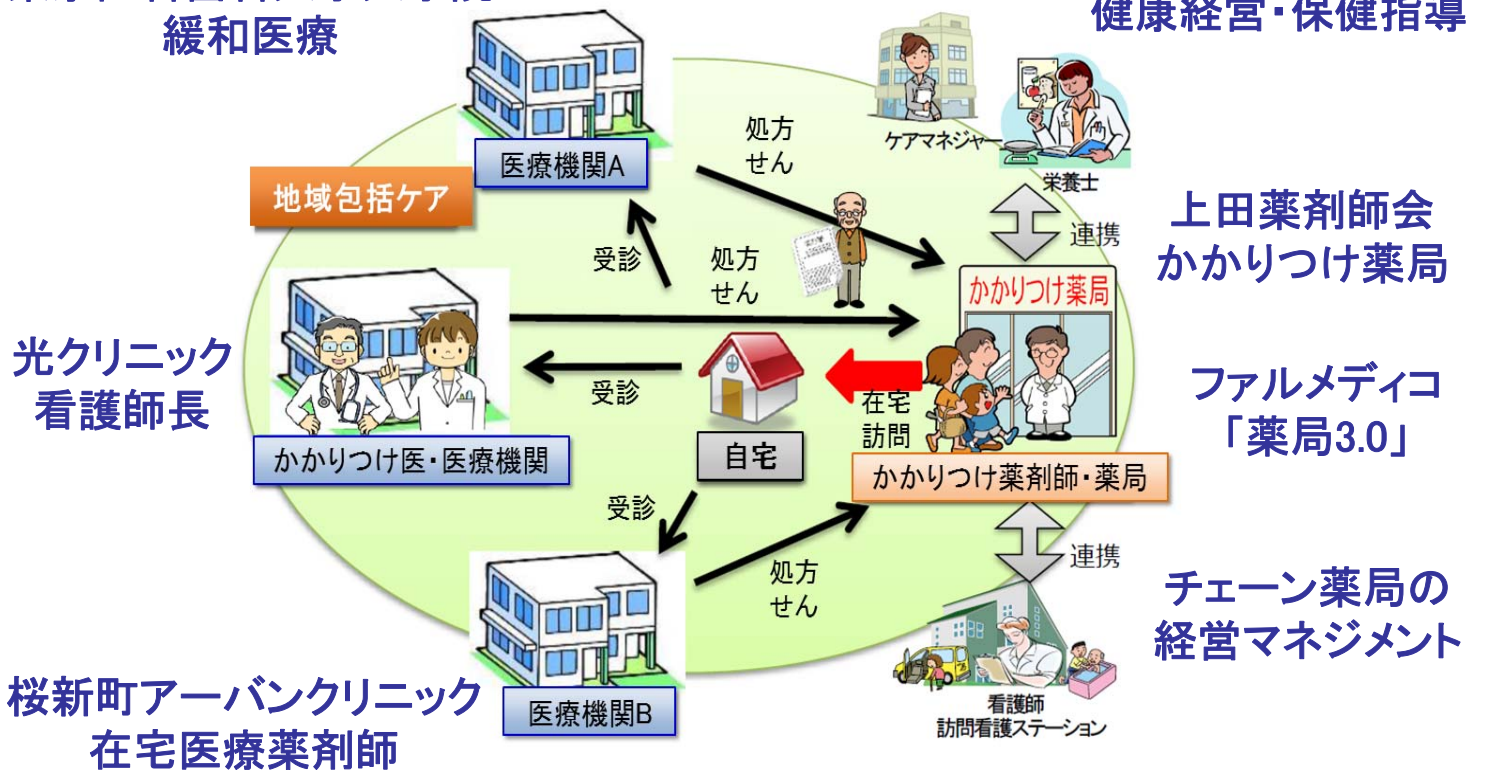 緩和医療
健康経営・保健指導
処方
せん
ケアマネジャー
栄養士
医療機関A
地域包括ケア
連携
上田薬剤師会
かかりつけ薬局
受診
処方
せん
かかりつけ薬局
光クリニック
看護師長
受診
在宅
訪問
ファルメディコ
「薬局3.0」
かかりつけ医・医療機関
自宅
かかりつけ薬剤師・薬局
受診
連携
処方
せん
チェーン薬局の
経営マネジメント
桜新町アーバンクリニック
在宅医療薬剤師
医療機関B
看護師
訪問看護ステーション